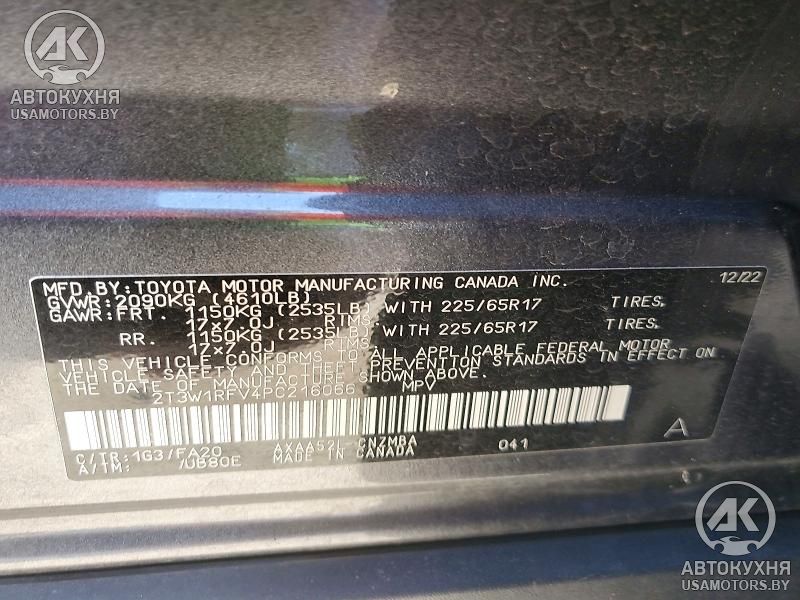 АК
АВТОКУХНЯ
USAMOTORS.BY
MFD BY:TOYOTA MOTOR MANUFACTURING CANADA INC. 12/22
GVWR:2090KG (4610LB)
GAWR:FRT. 1150KG (2535LB) WITH 225/65R17 TIRES,
17x7.0J RIMS,
RR. 1150KG (2535LB) WITH 225/65R17 TIRES,
17x7.0J RIMS,
THIS VEHICLE CONFORMS TO ALL APPLICABLE FEDERAL MOTOR
VEHICLE SAFETY AND THEFT PREVENTION STANDARDS IN EFFECT ON
THE DATE OF MANUFACTURE SHOWN ABOVE.
2T3W1RFV4PC216066 MPV
A
C/TR:1G3/FA20 AXAA52L-CNZMBA 041
A/TM: /UB80E MADE IN CANADA
АК
АВТОКУХНЯ
USAMOTORS.BY